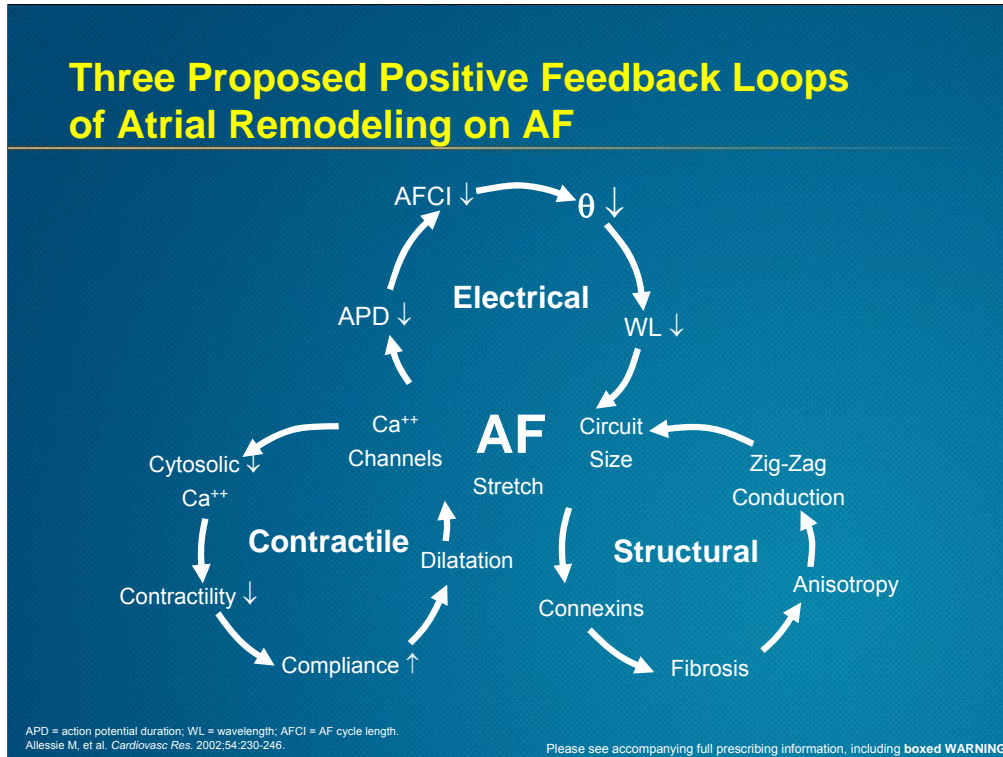 Three Proposed Positive Feedback Loops
of Atrial Remodeling on AF
AFCI ↓
θ ↓
Electrical
APD ↓
WL ↓
Ca++
Channels
AF
Stretch
Circuit
Size
Cytosolic ↓
Ca++
Zig-Zag
Conduction
Contractile
Dilatation
Structural
Contractility ↓
Connexins
Anisotropy
Compliance ↑
Fibrosis
APD = action potential duration; WL = wavelength; AFCI = AF cycle length.
Allessie M, et al. Cardiovasc Res. 2002;54:230-246.
Please see accompanying full prescribing information, including boxed WARNING